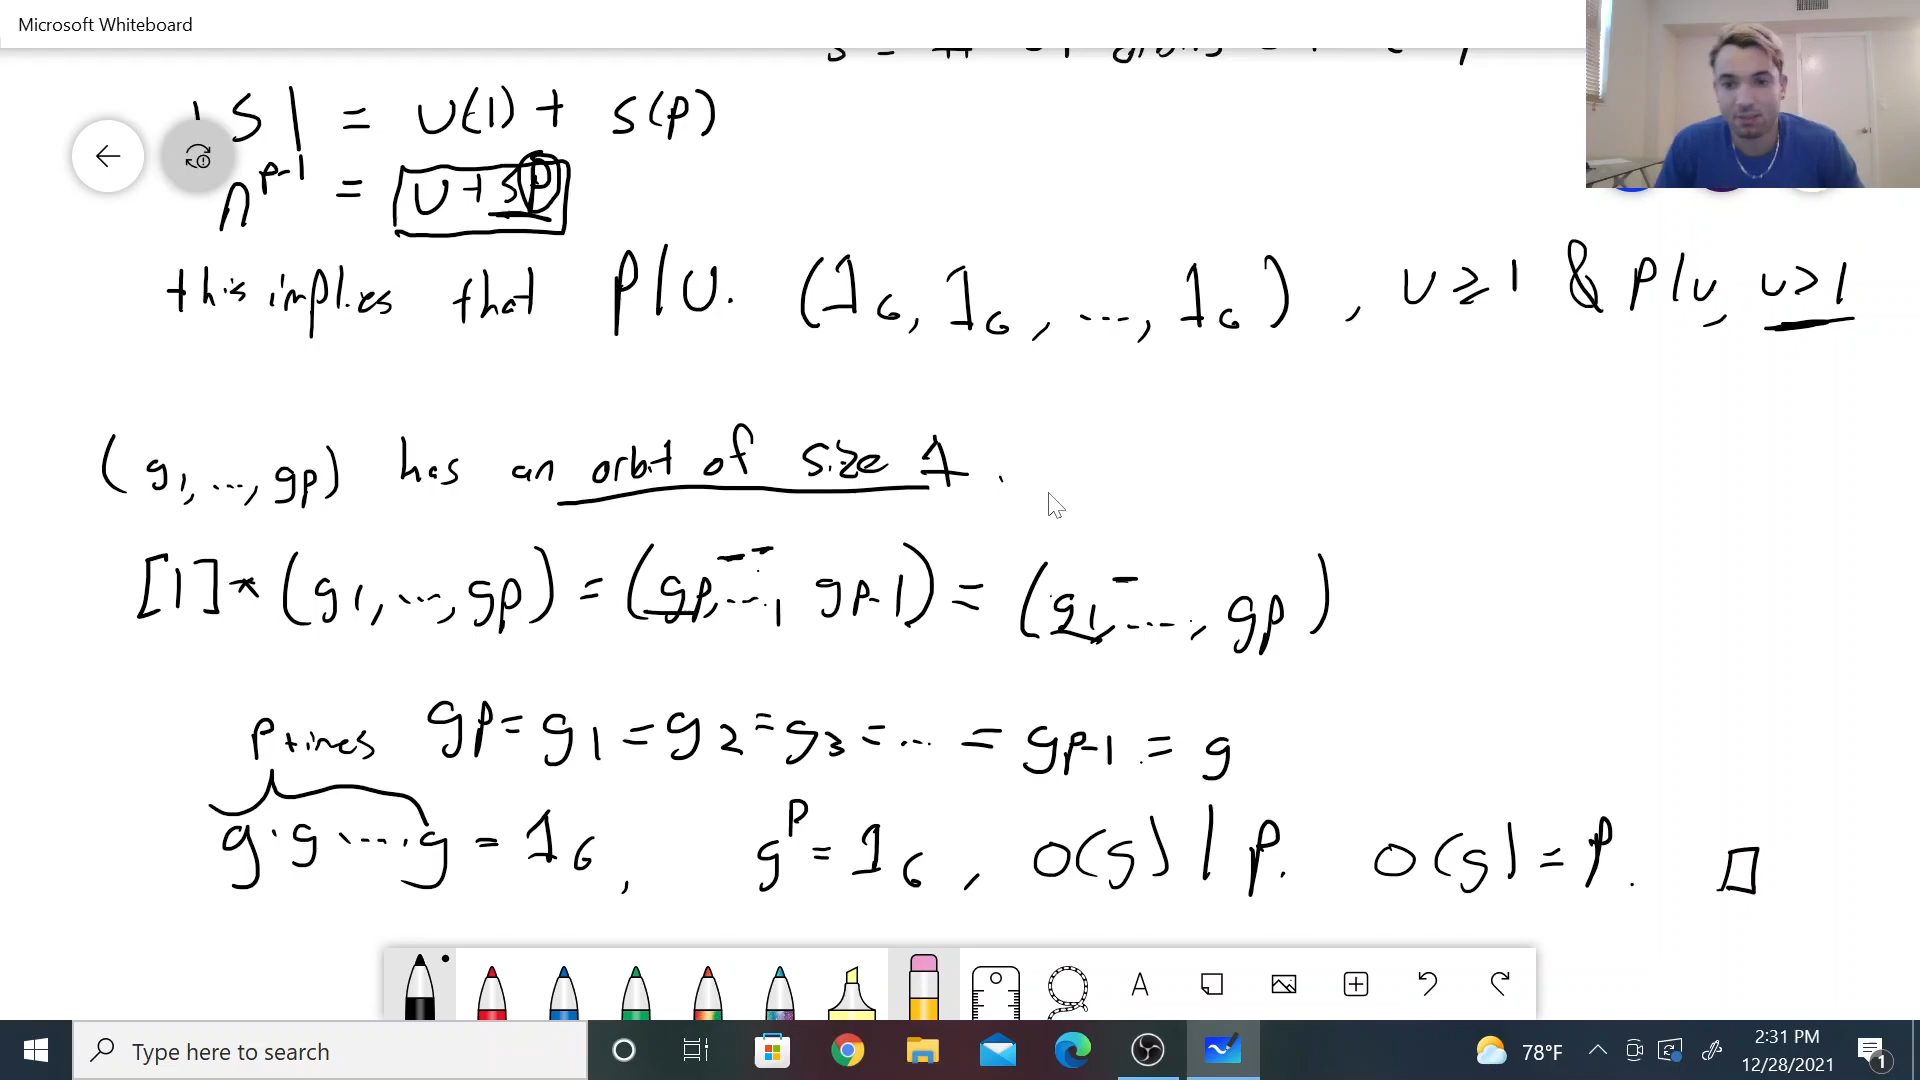 Microsoft Whiteboard
|S| = U(1) + S(p)
n^{p-1} = U + SP
this implies that P | U. (1_G, 1_G, ..., 1_G), U ≥ 1 & P | U, U > 1
(g_1, ..., g_p) has an orbit of size 1.
[1] * (g_1, ..., g_p) = (g_p, ..., g_{p-1}) = (g_1, ..., g_p)
p times g_p = g_1 = g_2 = g_3 = ... = g_{p-1} = g
g · g ... · g = 1_G, g^p = 1_G, o(g) | p. o(g) = p. □
A
Type here to search
78°F
2:31 PM
12/28/2021
1